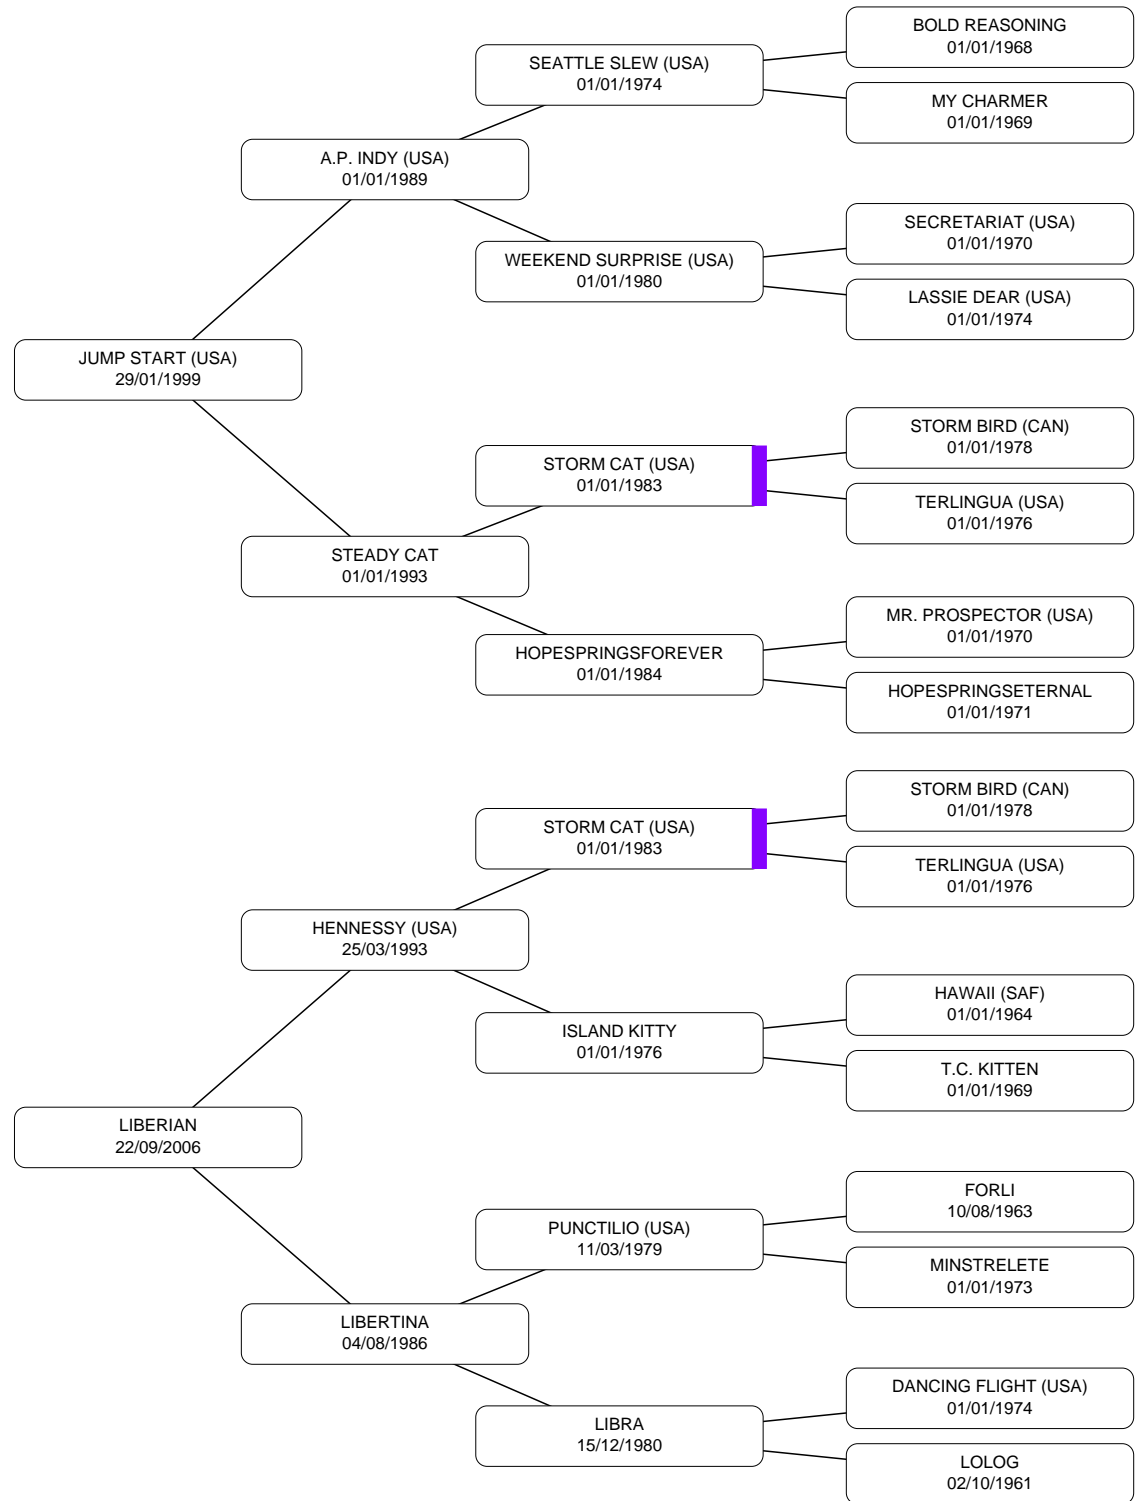 BOLD REASONING
01/01/1968
SEATTLE SLEW (USA)
01/01/1974
MY CHARMER
01/01/1969
A.P. INDY (USA)
01/01/1989
SECRETARIAT (USA)
01/01/1970
WEEKEND SURPRISE (USA)
01/01/1980
LASSIE DEAR (USA)
01/01/1974
JUMP START (USA)
29/01/1999
STORM BIRD (CAN)
01/01/1978
STORM CAT (USA)
01/01/1983
TERLINGUA (USA)
01/01/1976
STEADY CAT
01/01/1993
MR. PROSPECTOR (USA)
01/01/1970
HOPESPRINGSFOREVER
01/01/1984
HOPESPRINGSETERNAL
01/01/1971
STORM BIRD (CAN)
01/01/1978
STORM CAT (USA)
01/01/1983
TERLINGUA (USA)
01/01/1976
HENNESSY (USA)
25/03/1993
HAWAII (SAF)
01/01/1964
ISLAND KITTY
01/01/1976
T.C. KITTEN
01/01/1969
LIBERIAN
22/09/2006
FORLI
10/08/1963
PUNCTILIO (USA)
11/03/1979
MINSTRELETE
01/01/1973
LIBERTINA
04/08/1986
DANCING FLIGHT (USA)
01/01/1974
LIBRA
15/12/1980
LOLOG
02/10/1961